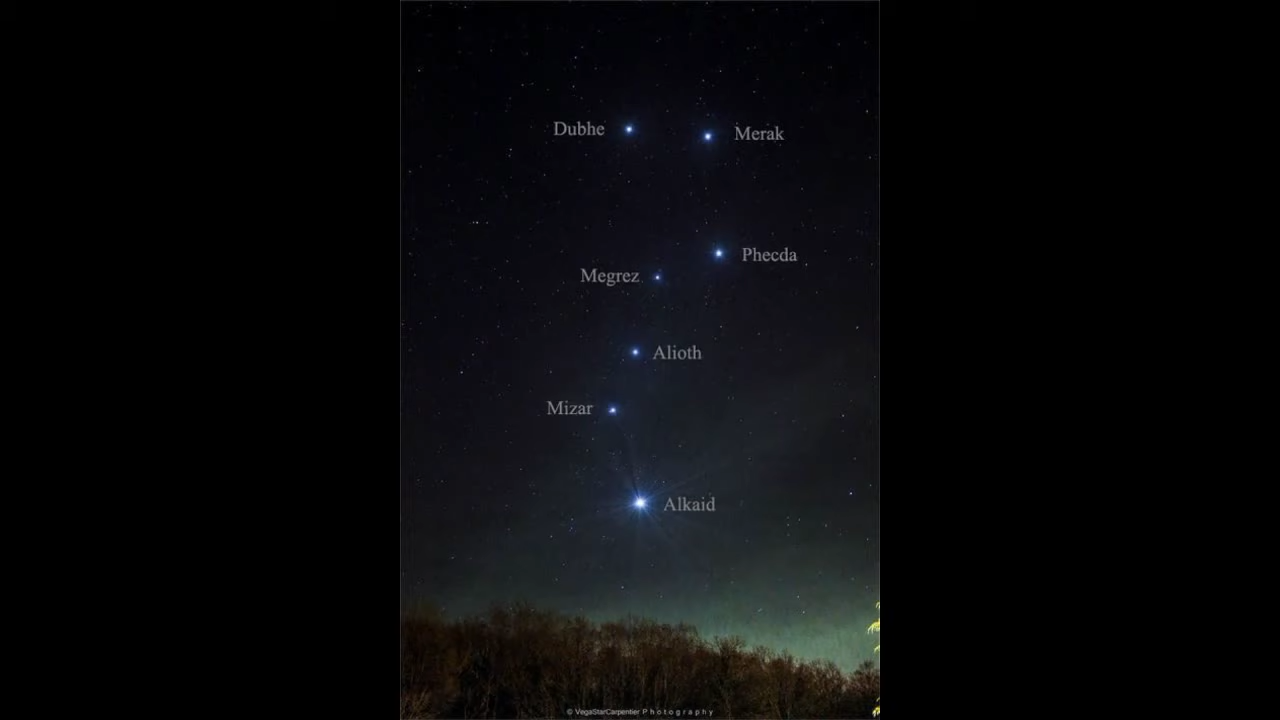 Dubhe
Merak
Phecda
Megrez
Alioth
Mizar
Alkaid
© VegaStarCarpentier Photography